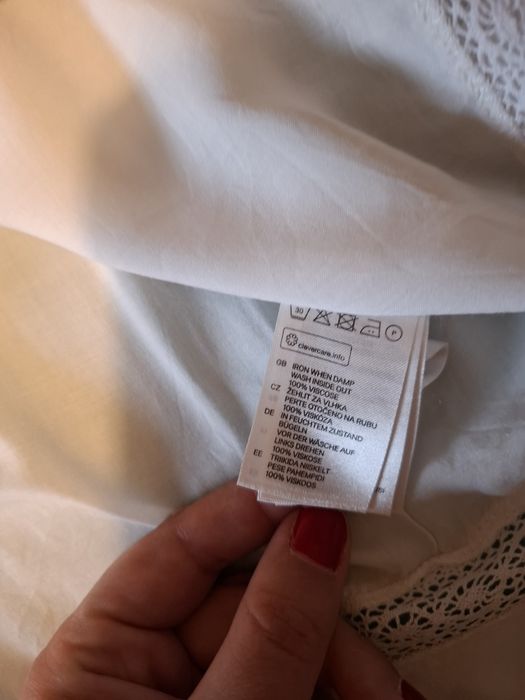 30
P
clevercare.info
GB IRON WHEN DAMP
WASH INSIDE OUT
100% VISCOSE
CZ ŽEHLIT ZA VLHKA
PERTE OTOČENO NA RUBU
100% VISKÓZA
DE IN FEUCHTEM ZUSTAND
BÜGELN
VOR DER WÄSCHE AUF
LINKS DREHEN
100% VISKOSE
EE TRIIKIDA NIISKELT
PESE PAHEMPIDI
100% VISKOOS